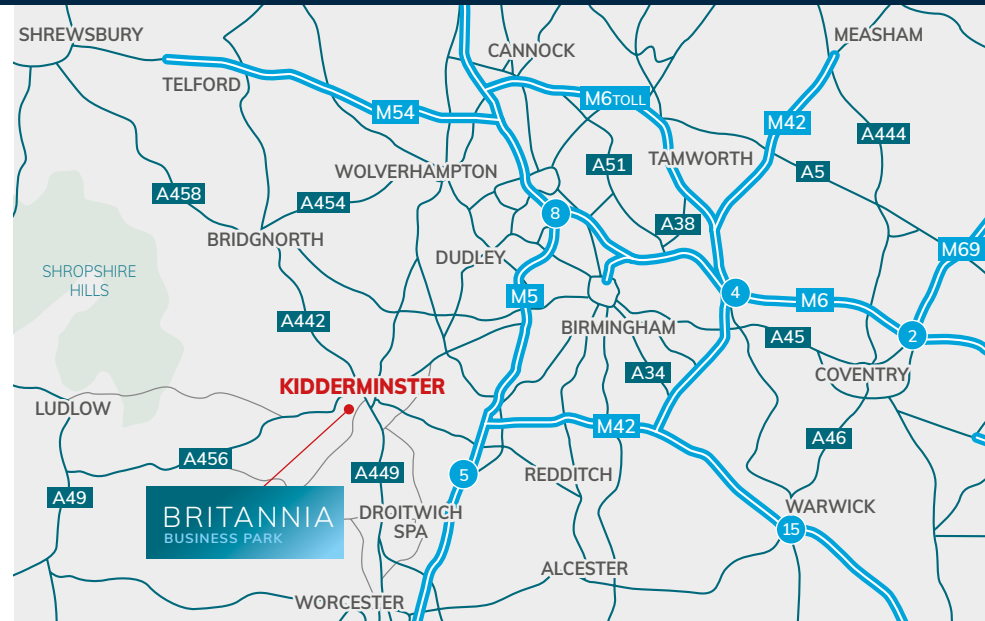 SHREWSBURY
CANNOCK
MEASHAM
TELFORD
M6TOLL
M54
M42
A444
WOLVERHAMPTON
A51
TAMWORTH
A5
A458
A454
8
A38
BRIDGNORTH
DUDLEY
M69
SHROPSHIRE
HILLS
M5
4
M6
A442
BIRMINGHAM
A45
2
A34
COVENTRY
KIDDERMINSTER
LUDLOW
M42
A46
A456
A449
5
REDDITCH
A49
BRITANNIA
BUSINESS PARK
DROITWICH
SPA
WARWICK
15
ALCESTER
WORCESTER